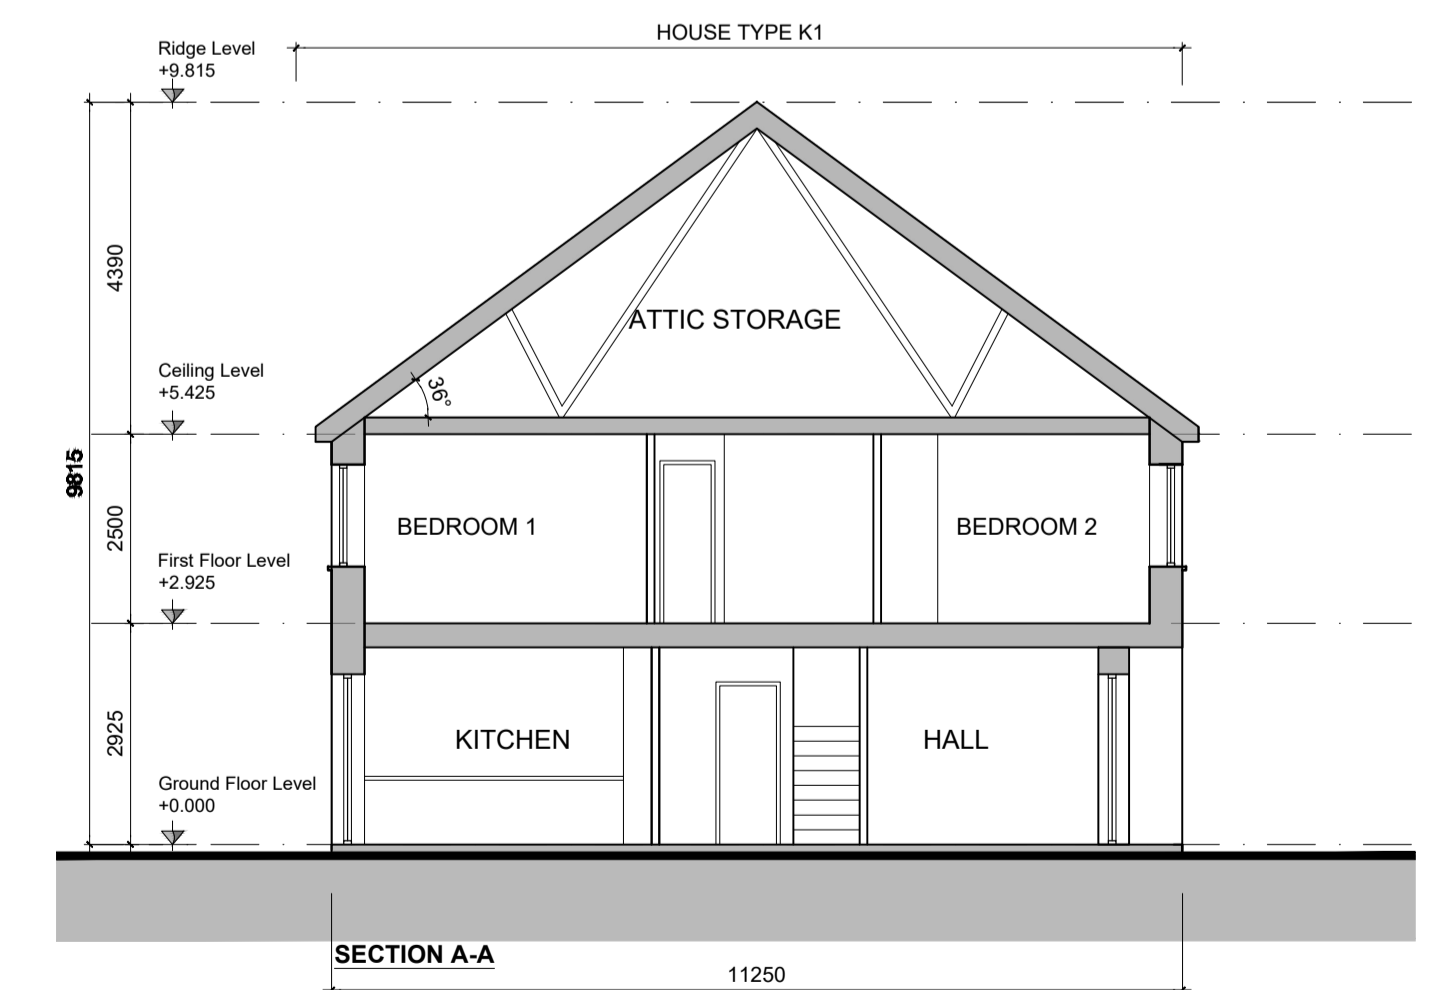 HOUSE TYPE K1
Ridge Level
+9.815
4390
ATTIC STORAGE
36°
Ceiling Level
+5.425
9815
2500
BEDROOM 1
BEDROOM 2
First Floor Level
+2.925
2925
KITCHEN
HALL
Ground Floor Level
+0.000
SECTION A-A
11250